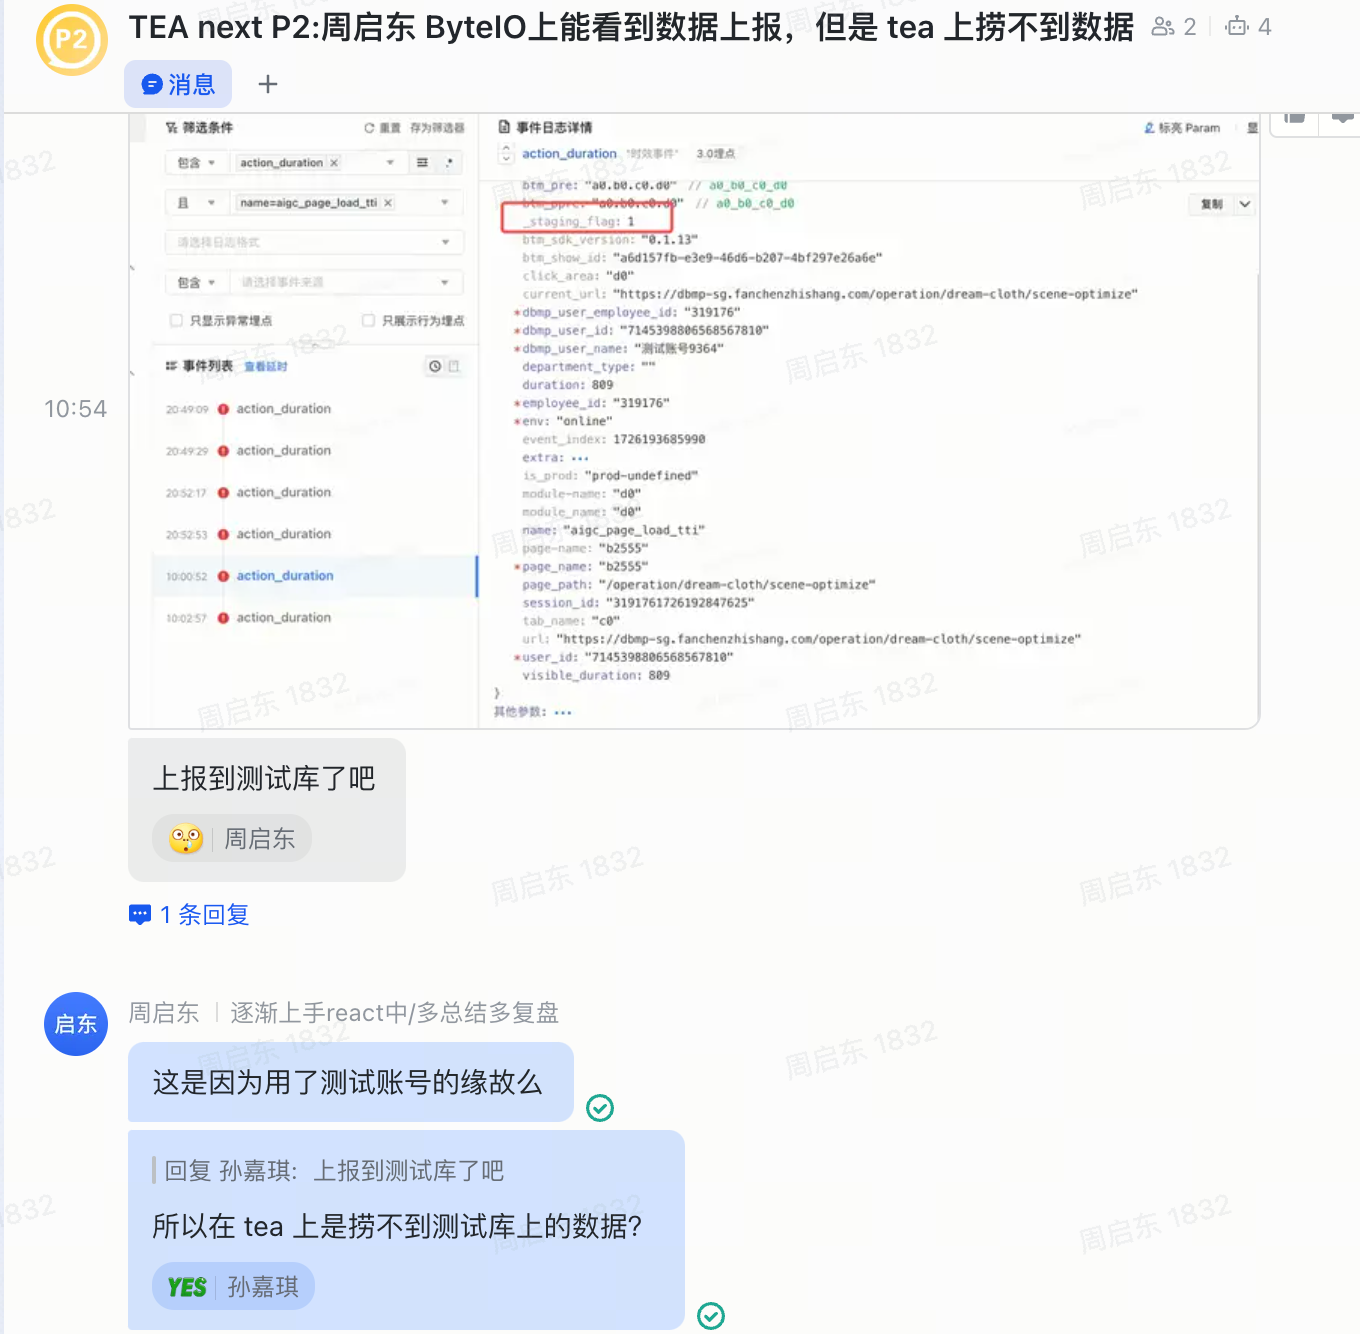 P2
TEA next P2:周启东 ByteIO上能看到数据上报，但是 tea 上捞不到数据
2
4
消息
筛选条件
重置
存为筛选器
包含
action_duration
且
name=aigc_page_load_tti
请选择日志格式
包含
请选择事件来源
只显示异常埋点
只展示行为埋点
事件列表
查看延时
20:49:09 action_duration
20:49:29 action_duration
20:52:17 action_duration
20:52:53 action_duration
10:00:52 action_duration
10:02:57 action_duration
10:54
事件日志详情
标亮 Param
显
action_duration "时效事件" 3.0埋点
复制
btm_pre: "a0.b0.c0.d0" // a0_b0_c0_d0
btm_ppre: "a0.b0.c0.d0" // a0_b0_c0_d0
_staging_flag: 1
btm_sdk_version: "0.1.13"
btm_show_id: "a6d157fb-e3e9-46d6-b207-4bf297e26a6e"
click_area: "d0"
current_url: "https://dbmp-sg.fanchenzhishang.com/operation/dream-cloth/scene-optimize"
*dbmp_user_employee_id: "319176"
*dbmp_user_id: "7145398806568567810"
*dbmp_user_name: "测试账号9364"
department_type: ""
duration: 809
*employee_id: "319176"
*env: "online"
event_index: 1726193685990
extra: •••
is_prod: "prod-undefined"
module-name: "d0"
module_name: "d0"
name: "aigc_page_load_tti"
page-name: "b2555"
*page_name: "b2555"
page_path: "/operation/dream-cloth/scene-optimize"
session_id: "3191761726192847625"
tab_name: "c0"
url: "https://dbmp-sg.fanchenzhishang.com/operation/dream-cloth/scene-optimize"
*user_id: "7145398806568567810"
visible_duration: 809
}
其他参数: •••
上报到测试库了吧
周启东
1 条回复
启东
周启东 | 逐渐上手react中/多总结多复盘
这是因为用了测试账号的缘故么
回复 孙嘉琪: 上报到测试库了吧
所以在 tea 上是捞不到测试库上的数据?
YES 孙嘉琪
周启东 1832